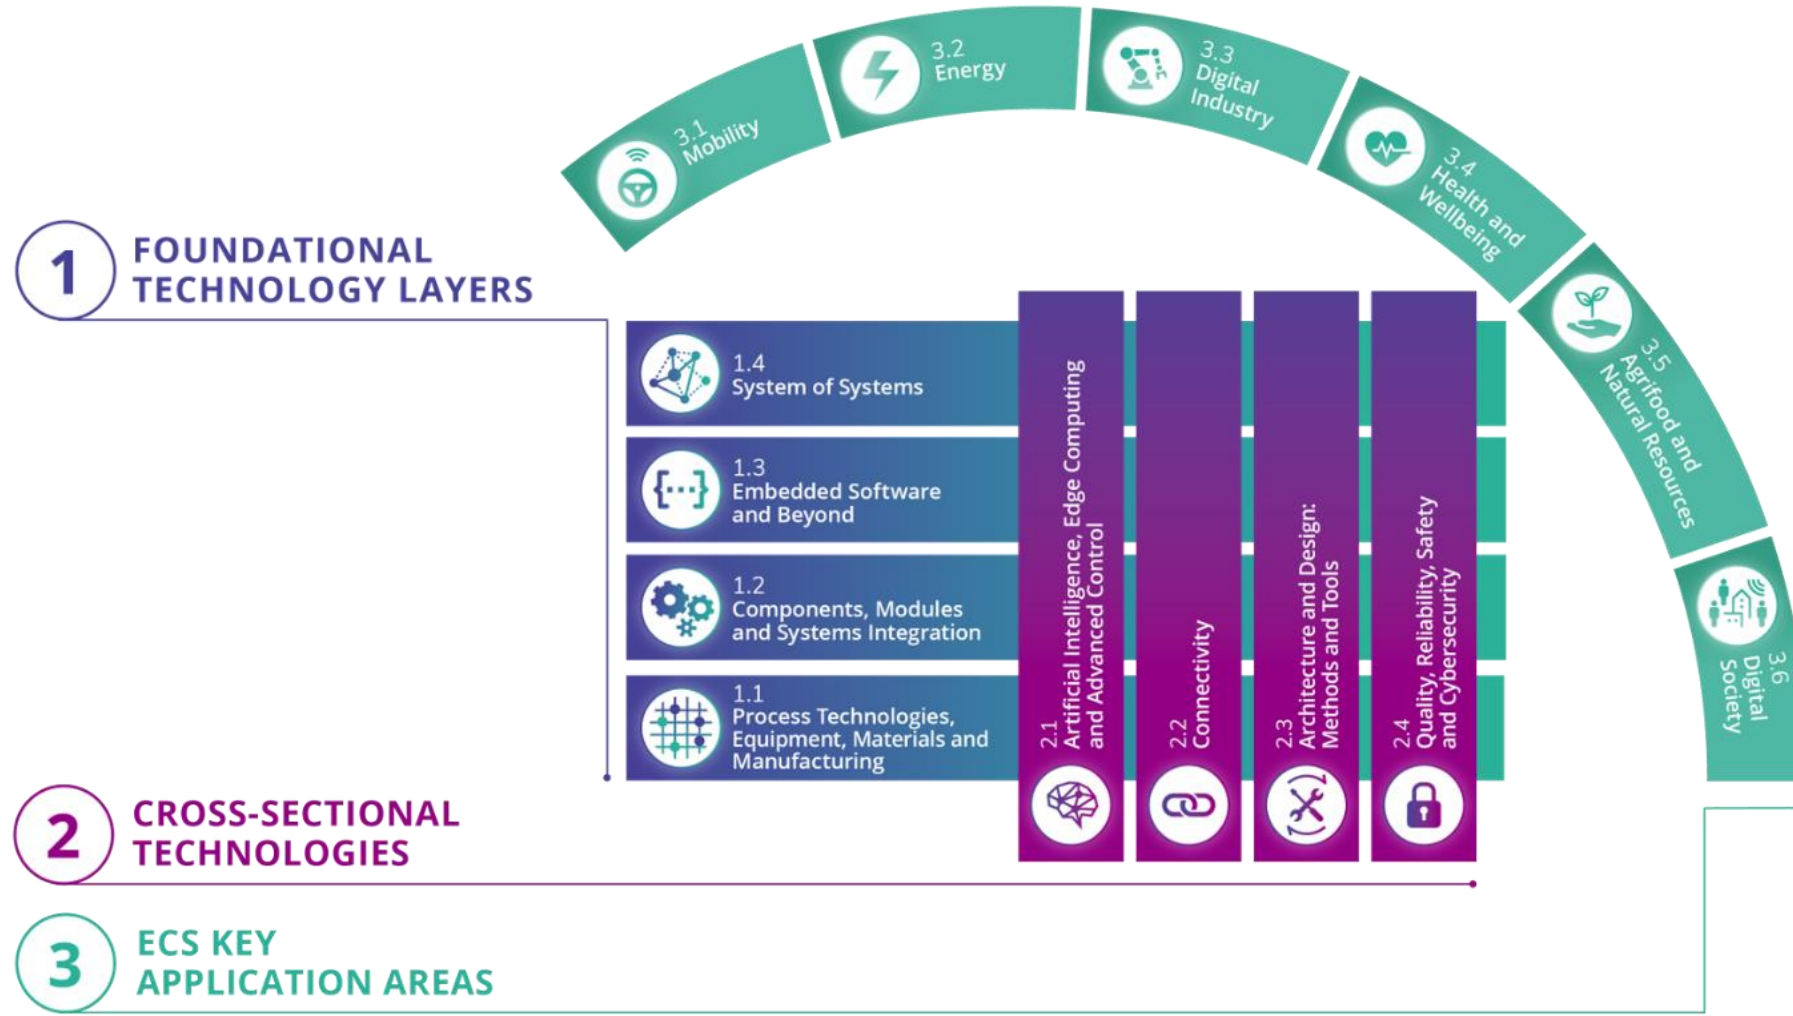 3.1
Mobility
3.2
Energy
3.3
Digital
Industry
3.4
Health and
Wellbeing
3.5
Agrifood and
Natural Resources
3.6
Digital
Society
1
FOUNDATIONAL
TECHNOLOGY LAYERS
1.4
System of Systems
1.3
Embedded Software
and Beyond
1.2
Components, Modules
and Systems Integration
1.1
Process Technologies,
Equipment, Materials and
Manufacturing
2.1
Artificial Intelligence, Edge Computing
and Advanced Control
2.2
Connectivity
2.3
Architecture and Design:
Methods and Tools
2.4
Quality, Reliability, Safety
and Cybersecurity
2
CROSS-SECTIONAL
TECHNOLOGIES
3
ECS KEY
APPLICATION AREAS